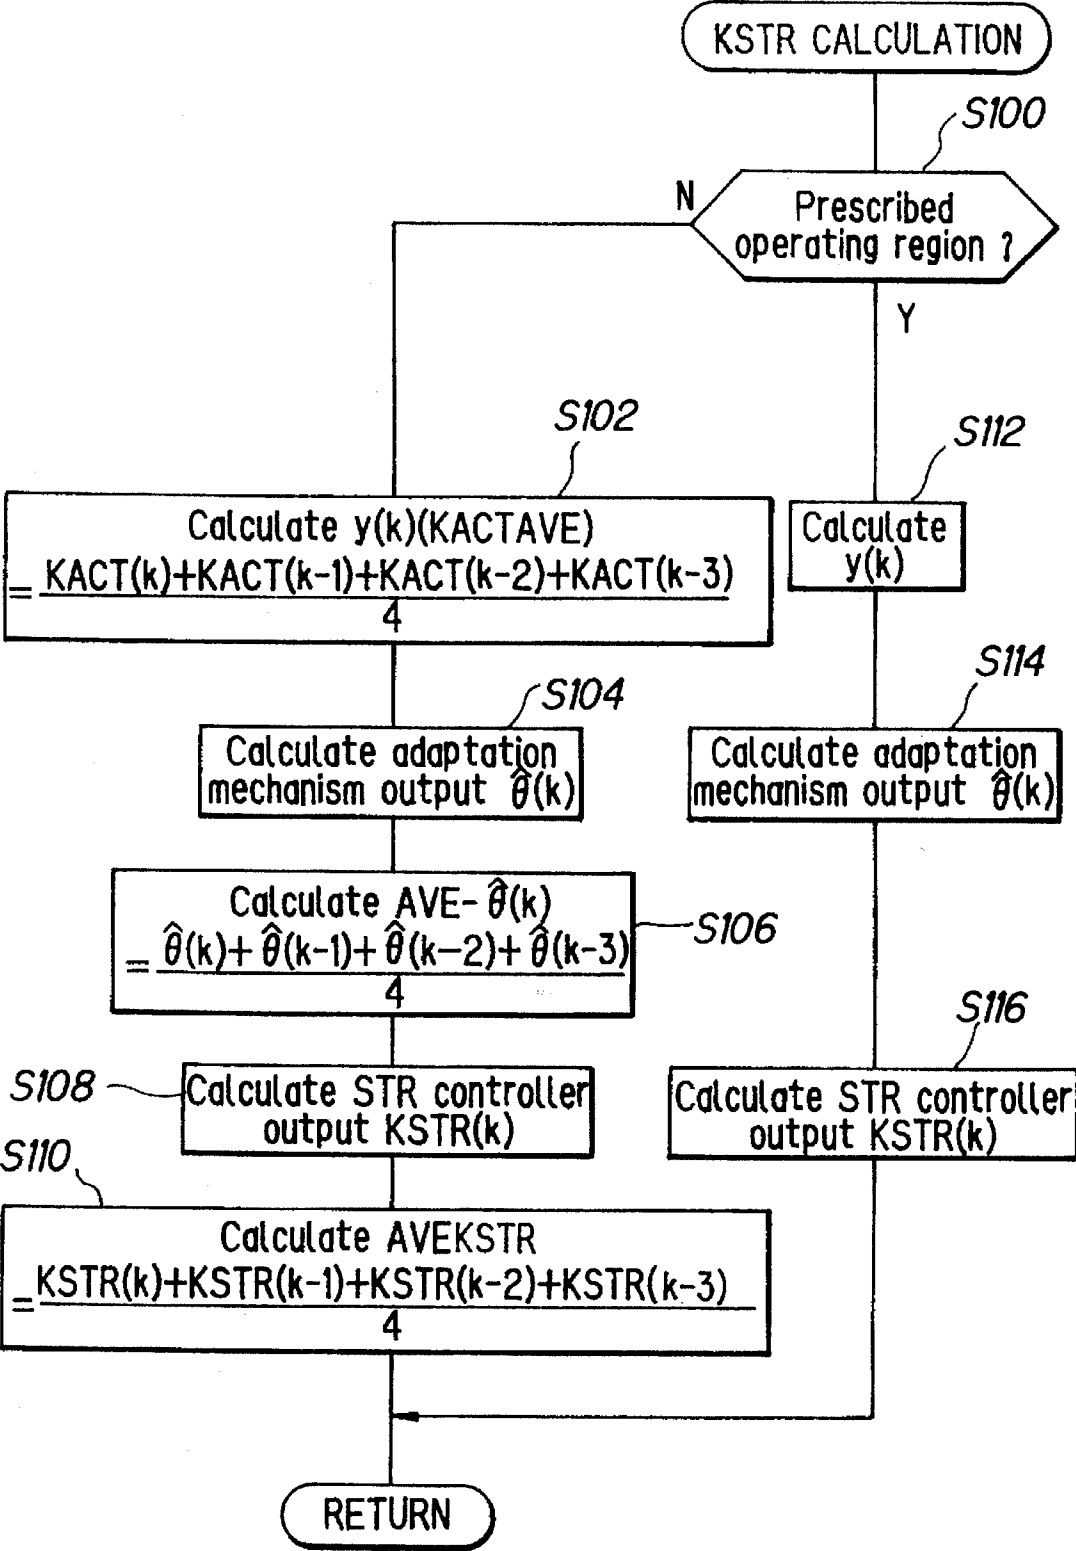 KSTR CALCULATION
S100
Prescribed
operating region ?
N
Y
S102
Calculate y(k)(KACTAVE)
= KACT(k)+KACT(k-1)+KACT(k-2)+KACT(k-3)
4
S112
Calculate
y(k)
S104
Calculate adaptation
mechanism output θ̂(k)
S114
Calculate adaptation
mechanism output θ̂(k)
S106
Calculate AVE- θ̂(k)
= θ̂(k)+ θ̂(k-1)+ θ̂(k-2)+ θ̂(k-3)
4
S108
Calculate STR controller
output KSTR(k)
S116
Calculate STR controller
output KSTR(k)
S110
Calculate AVEKSTR
= KSTR(k)+KSTR(k-1)+KSTR(k-2)+KSTR(k-3)
4
RETURN